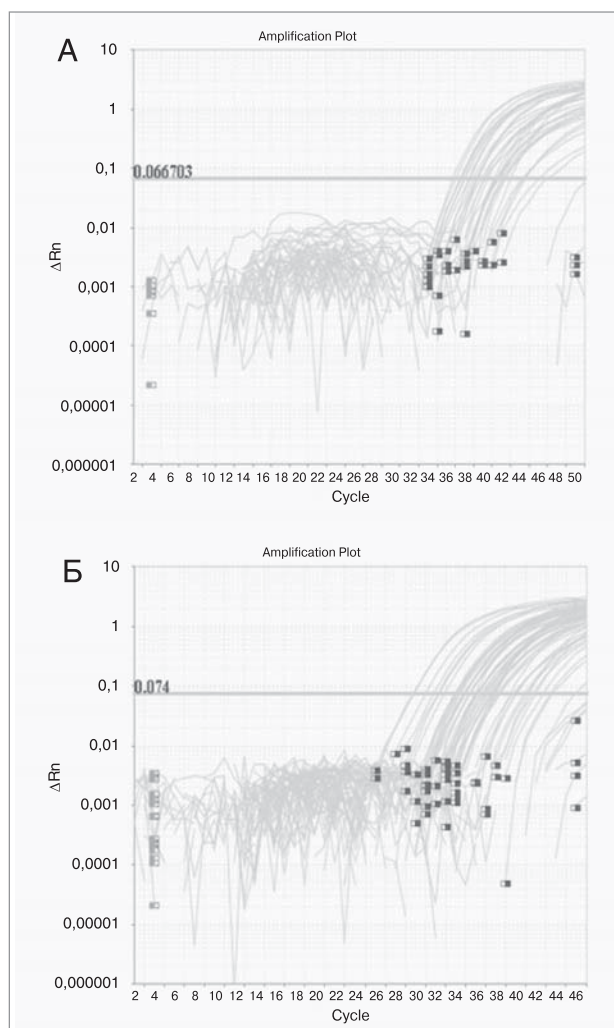 А
Amplification Plot
10
1
0,1
0.066703
0,01
ΔRn
0,001
0,0001
0,00001
0,000001
2 4 6 8 10 12 14 16 18 20 22 24 26 28 30 32 34 36 38 40 42 44 46 48 50
Cycle
Б
Amplification Plot
10
1
0,1
0.074
0,01
ΔRn
0,001
0,0001
0,00001
0,000001
2 4 6 8 10 12 14 16 18 20 22 24 26 28 30 32 34 36 38 40 42 44 46
Cycle